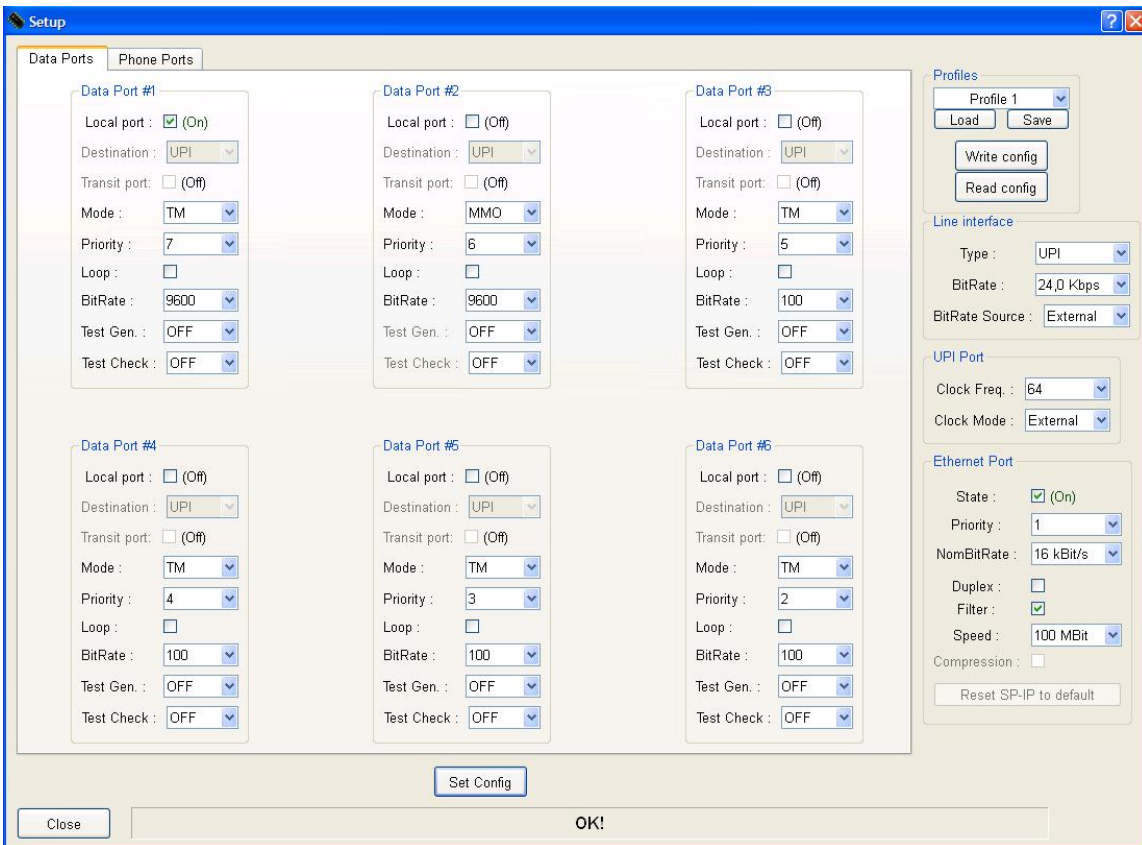 Setup
Data Ports
Phone Ports
Data Port #1
Local port : (On)
Destination : UPI
Transit port: (Off)
Mode : TM
Priority : 7
Loop :
BitRate : 9600
Test Gen. : OFF
Test Check : OFF
Data Port #2
Local port : (Off)
Destination : UPI
Transit port: (Off)
Mode : MMO
Priority : 6
Loop :
BitRate : 9600
Test Gen. : OFF
Test Check : OFF
Data Port #3
Local port : (Off)
Destination : UPI
Transit port: (Off)
Mode : TM
Priority : 5
Loop :
BitRate : 100
Test Gen. : OFF
Test Check : OFF
Data Port #4
Local port : (Off)
Destination : UPI
Transit port: (Off)
Mode : TM
Priority : 4
Loop :
BitRate : 100
Test Gen. : OFF
Test Check : OFF
Data Port #5
Local port : (Off)
Destination : UPI
Transit port: (Off)
Mode : TM
Priority : 3
Loop :
BitRate : 100
Test Gen. : OFF
Test Check : OFF
Data Port #6
Local port : (Off)
Destination : UPI
Transit port: (Off)
Mode : TM
Priority : 2
Loop :
BitRate : 100
Test Gen. : OFF
Test Check : OFF
Profiles
Profile 1
Load
Save
Write config
Read config
Line interface
Type : UPI
BitRate : 24,0 Kbps
BitRate Source : External
UPI Port
Clock Freq. : 64
Clock Mode : External
Ethernet Port
State : (On)
Priority : 1
NomBitRate : 16 kBit/s
Duplex :
Filter :
Speed : 100 MBit
Compression :
Reset SP-IP to default
Set Config
Close
OK!